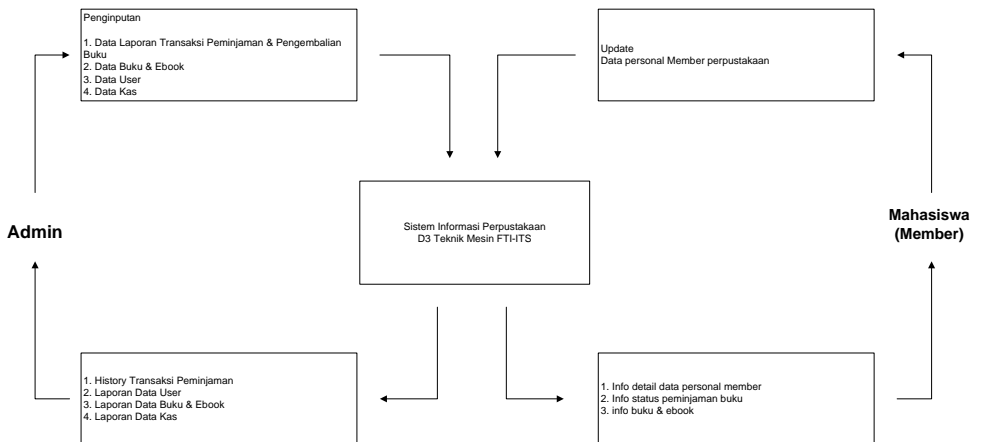 Penginputan
1. Data Laporan Transaksi Peminjaman & Pengembalian
Buku
2. Data Buku & Ebook
3. Data User
4. Data Kas
Update
Data personal Member perpustakaan
Sistem Informasi Perpustakaan
D3 Teknik Mesin FTI-ITS
Admin
Mahasiswa
(Member)
1. History Transaksi Peminjaman
2. Laporan Data User
3. Laporan Data Buku & Ebook
4. Laporan Data Kas
1. Info detail data personal member
2. Info status peminjaman buku
3. info buku & ebook